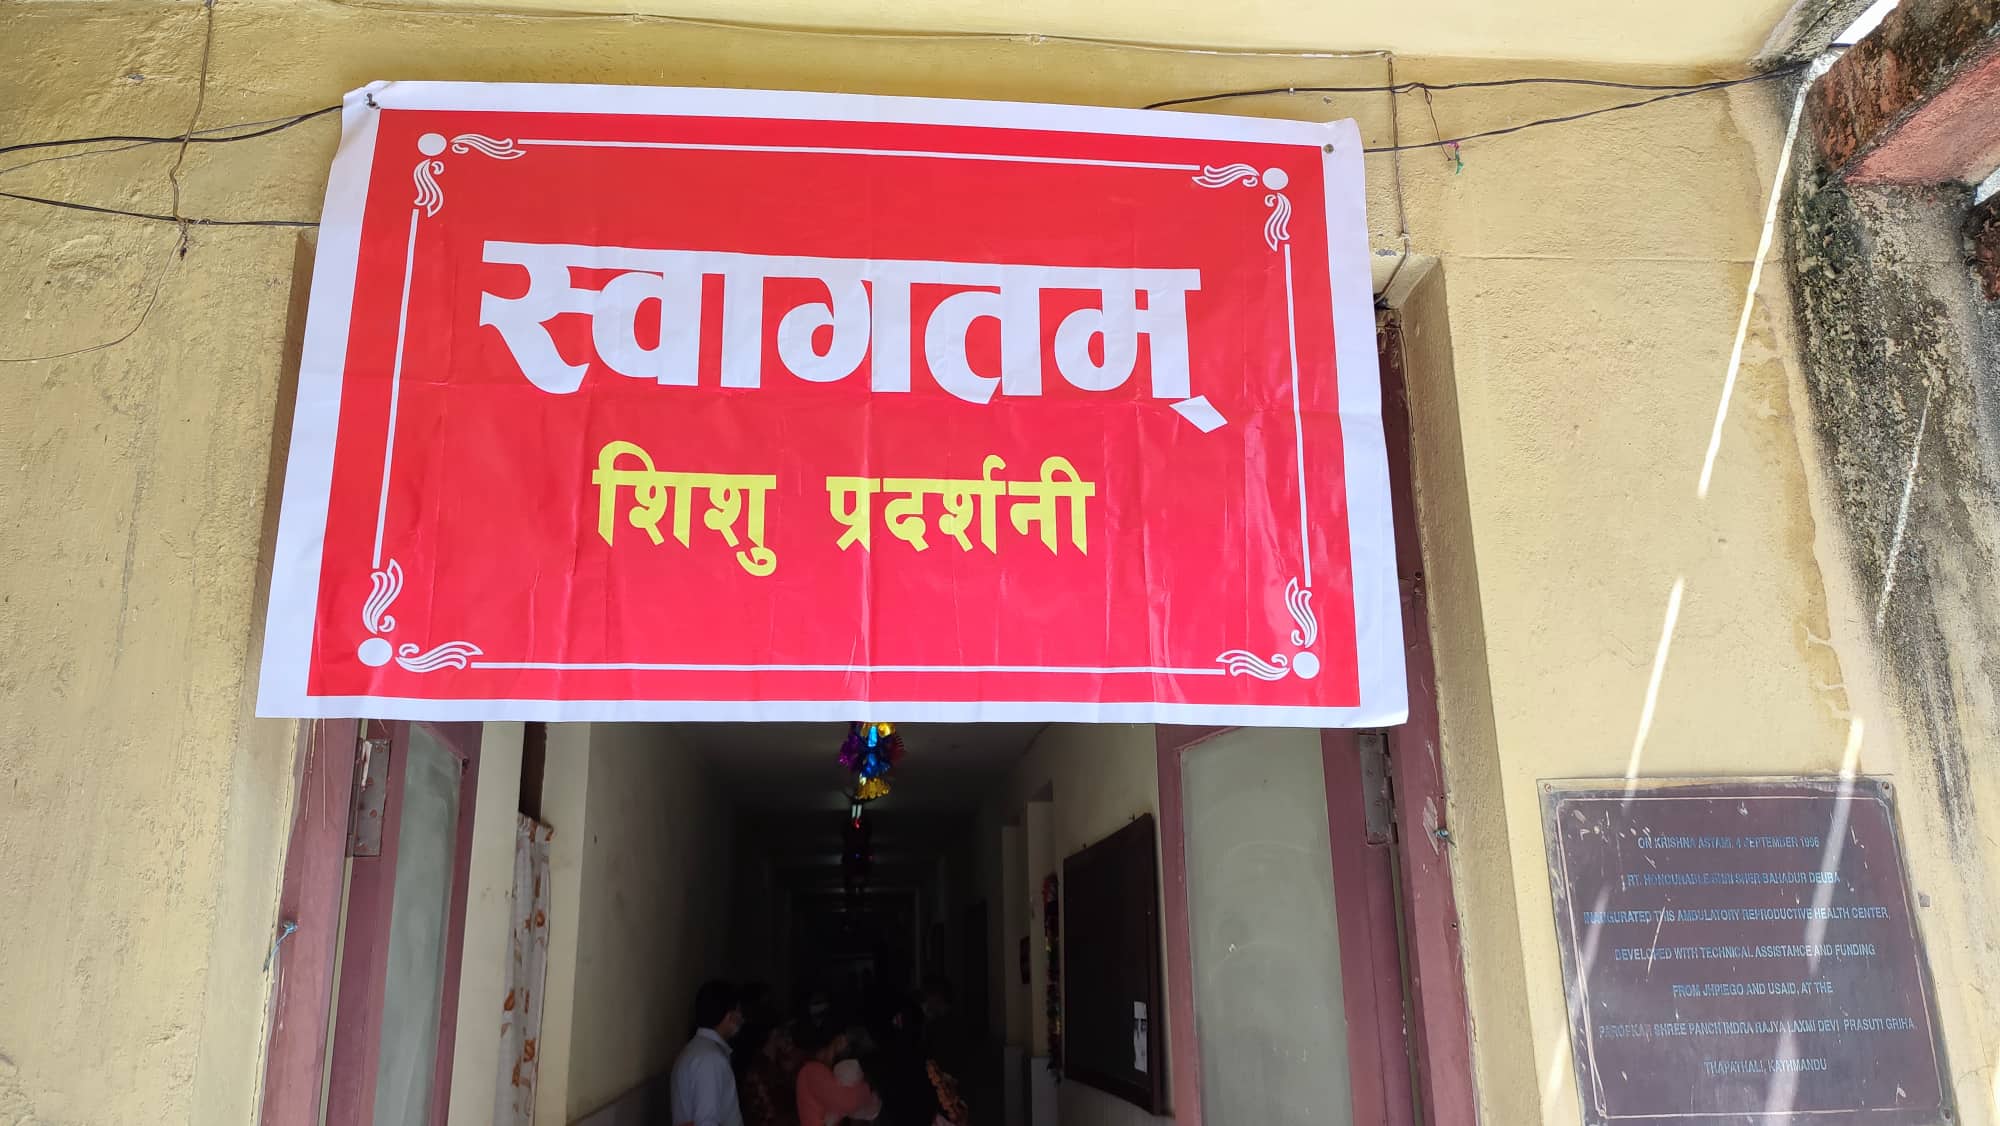 स्वागतम्
शिशु प्रदर्शनी
ON KRISHNA ASTAMI, 4 SEPTEMBER 1996
RT. HONOURABLE SHRI SHER BAHADUR DEUBA
INAUGURATED THIS AMBULATORY REPRODUCTIVE HEALTH CENTER,
DEVELOPED WITH TECHNICAL ASSISTANCE AND FUNDING
FROM JHPIEGO AND USAID, AT THE
PAROPKAR SHREE PANCH INDRA RAJYA LAXMI DEVI PRASUTI GRIHA
THAPATHALI, KATHMANDU